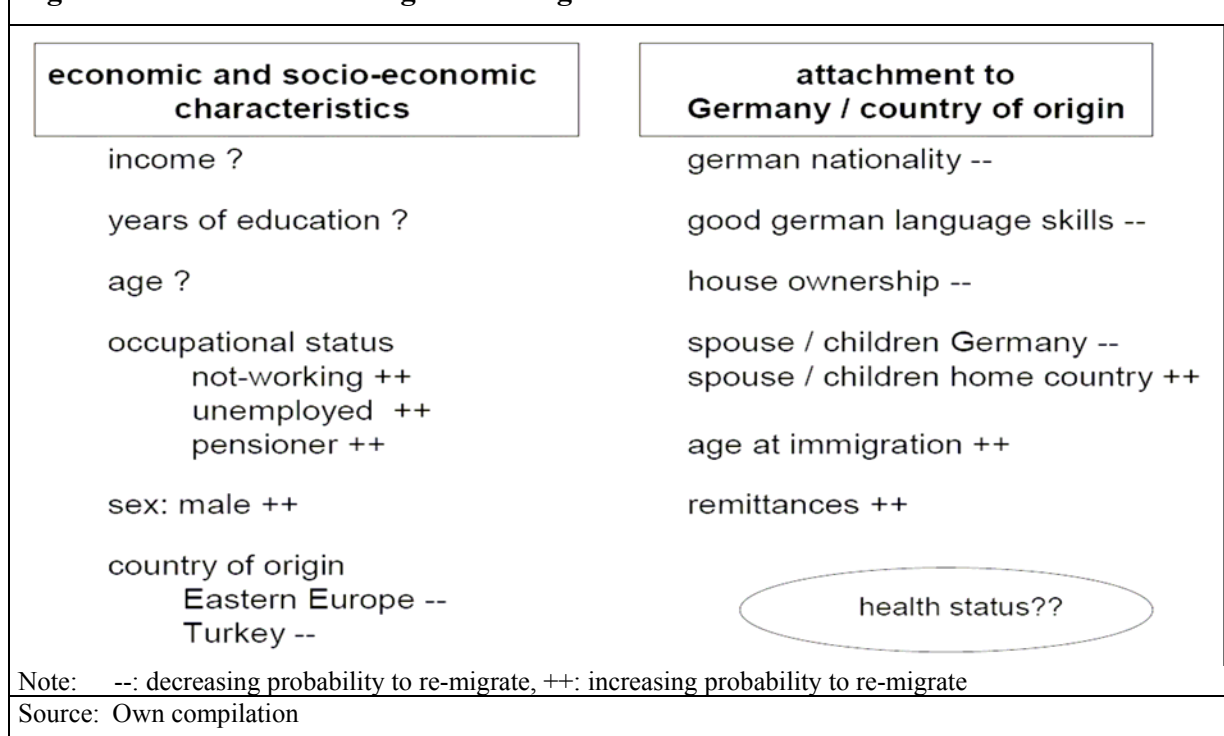 economic and socio-economic
characteristics
income ?
years of education ?
age ?
occupational status
not-working ++
unemployed ++
pensioner ++
sex: male ++
country of origin
Eastern Europe --
Turkey --
attachment to
Germany / country of origin
german nationality --
good german language skills --
house ownership --
spouse / children Germany --
spouse / children home country ++
age at immigration ++
remittances ++
health status??
Note: --: decreasing probability to re-migrate, ++: increasing probability to re-migrate
Source: Own compilation